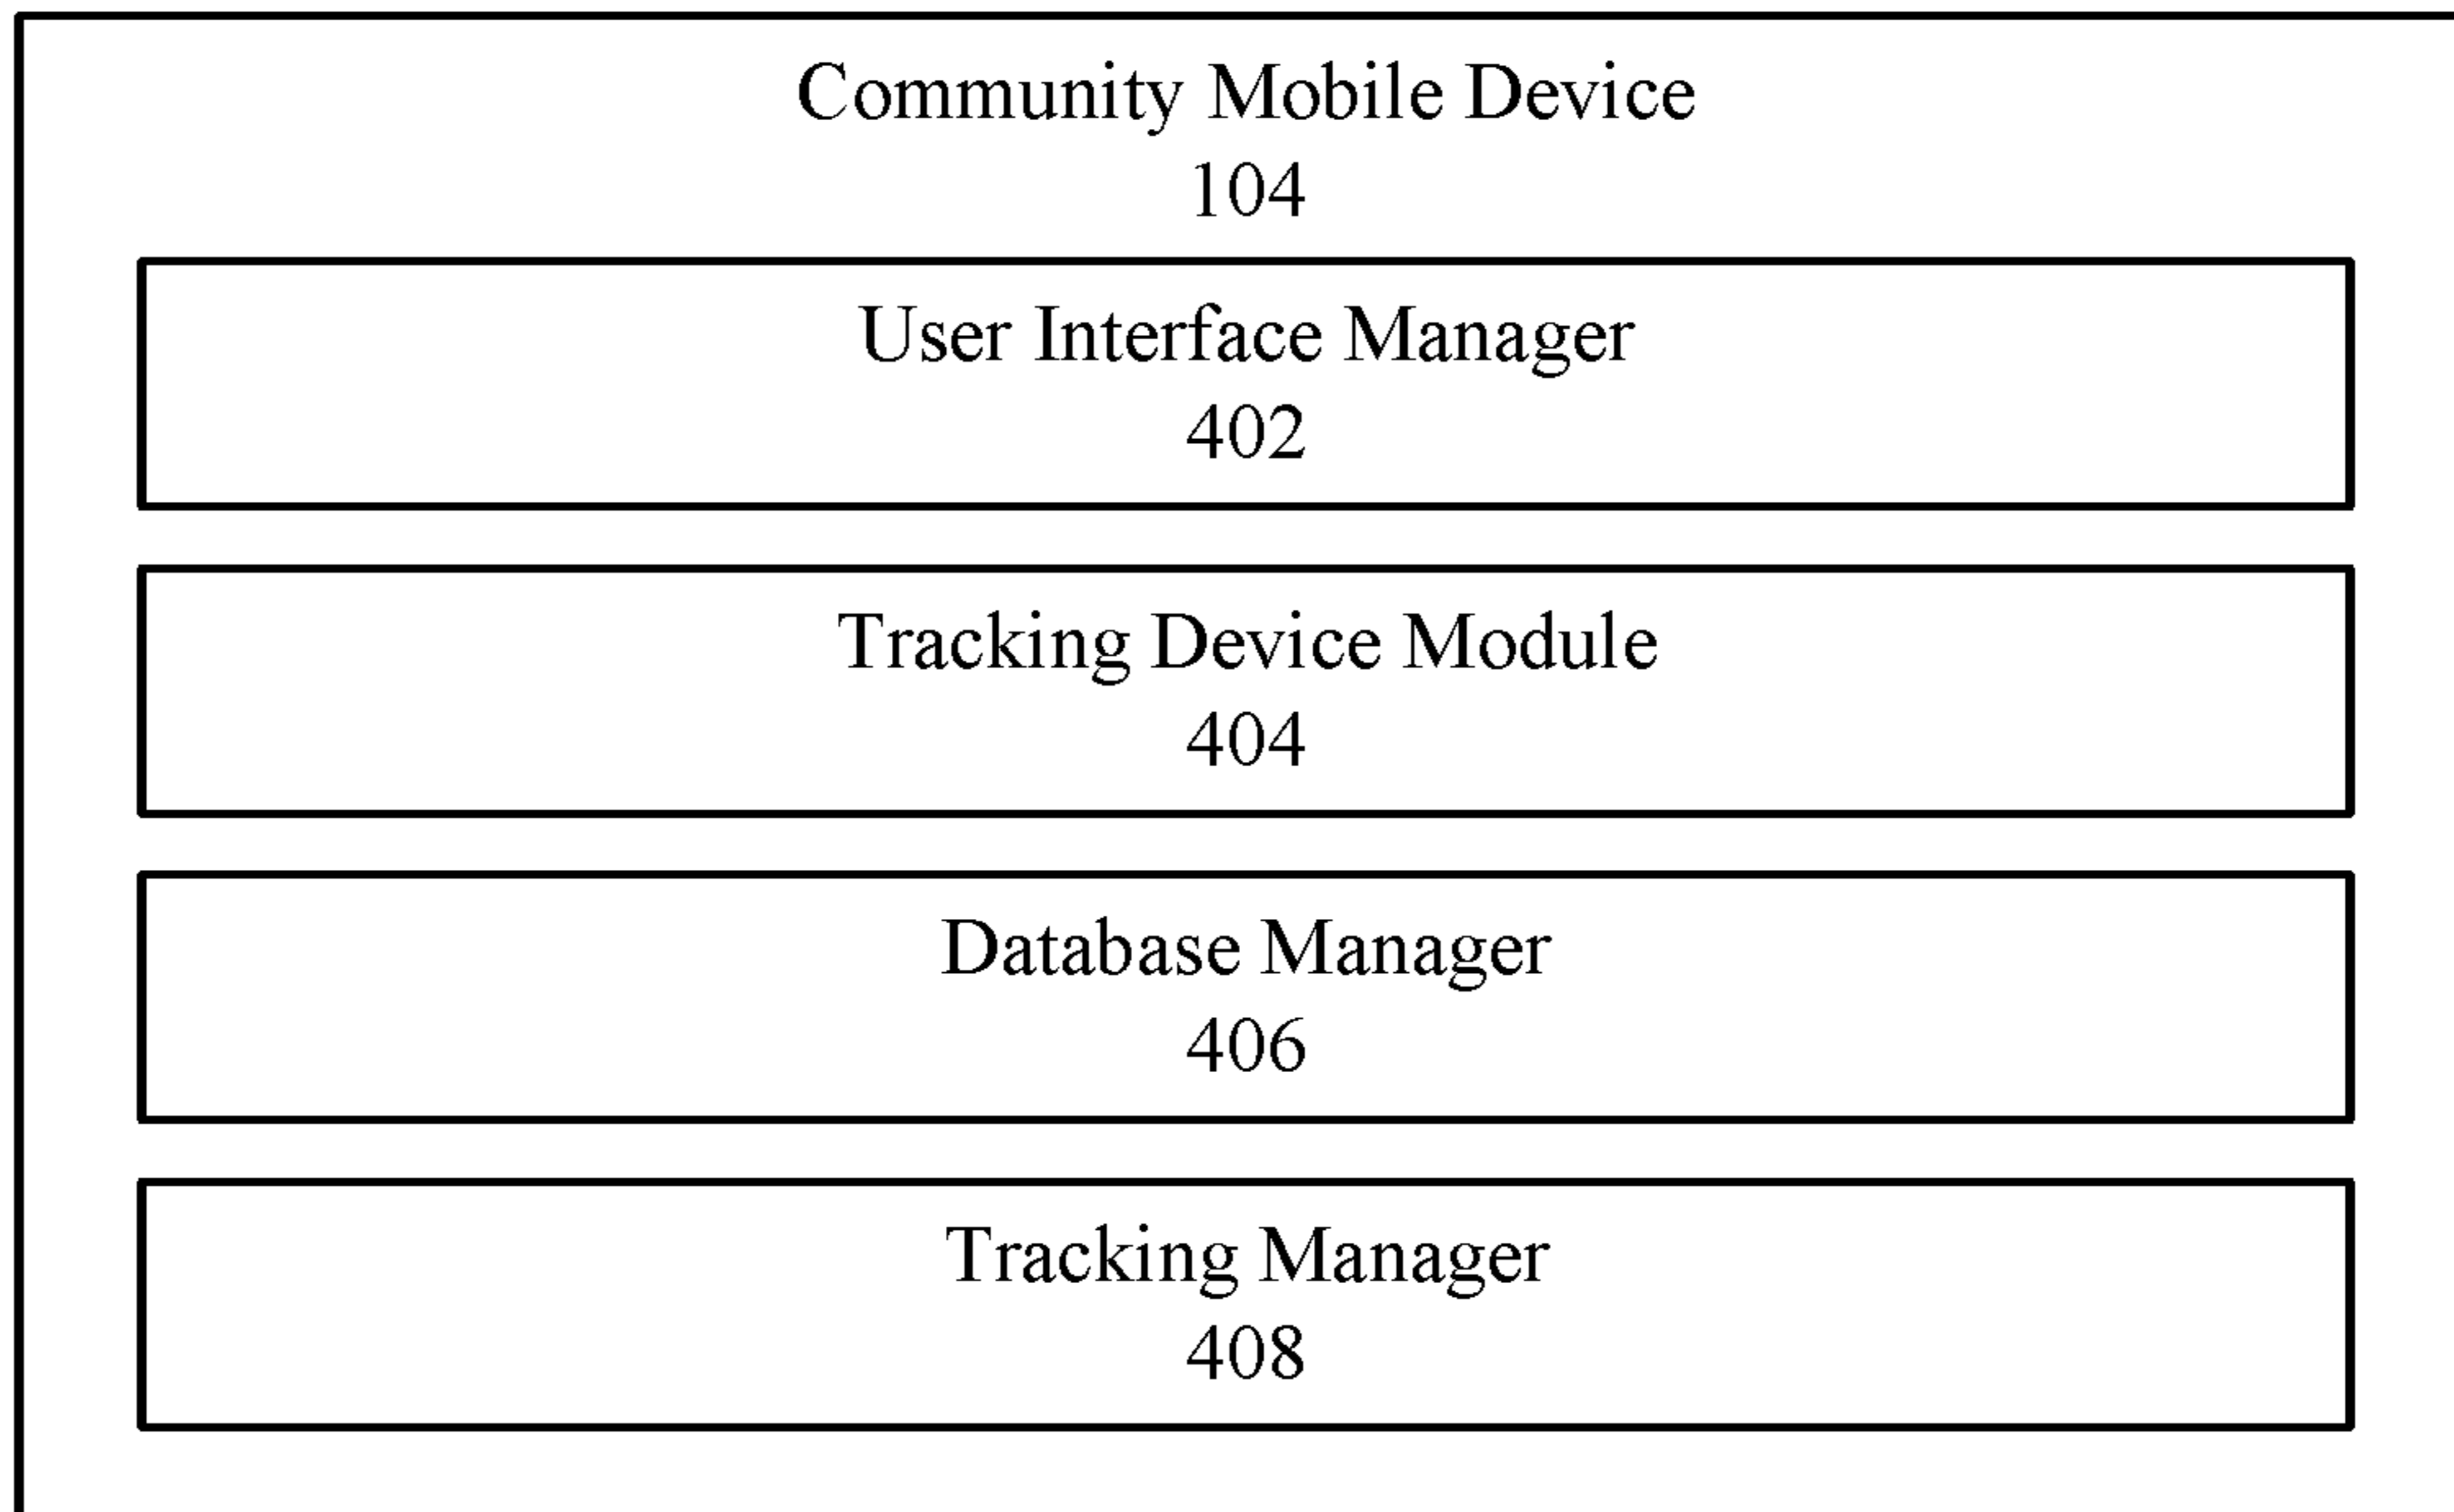 Community Mobile Device
104
User Interface Manager
402
Tracking Device Module
404
Database Manager
406
Tracking Manager
408